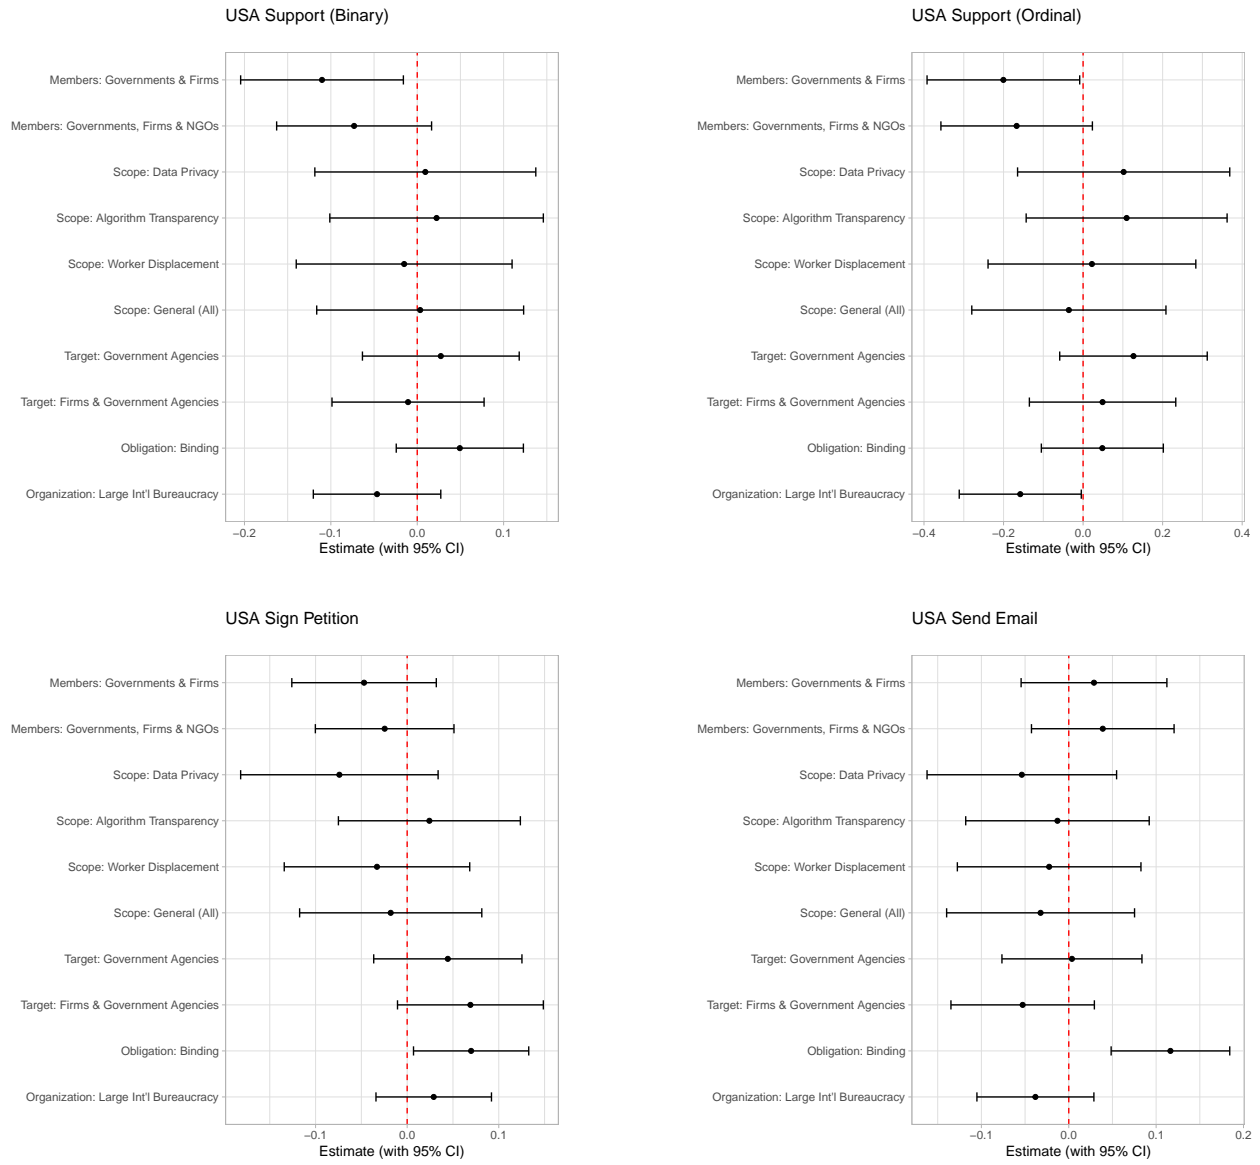 USA Support (Binary)
Members: Governments & Firms
Members: Governments, Firms & NGOs
Scope: Data Privacy
Scope: Algorithm Transparency
Scope: Worker Displacement
Scope: General (All)
Target: Government Agencies
Target: Firms & Government Agencies
Obligation: Binding
Organization: Large Int'l Bureaucracy
−0.2 −0.1 0.0 0.1
Estimate (with 95% CI)
USA Support (Ordinal)
Members: Governments & Firms
Members: Governments, Firms & NGOs
Scope: Data Privacy
Scope: Algorithm Transparency
Scope: Worker Displacement
Scope: General (All)
Target: Government Agencies
Target: Firms & Government Agencies
Obligation: Binding
Organization: Large Int'l Bureaucracy
−0.4 −0.2 0.0 0.2 0.4
Estimate (with 95% CI)
USA Sign Petition
Members: Governments & Firms
Members: Governments, Firms & NGOs
Scope: Data Privacy
Scope: Algorithm Transparency
Scope: Worker Displacement
Scope: General (All)
Target: Government Agencies
Target: Firms & Government Agencies
Obligation: Binding
Organization: Large Int'l Bureaucracy
−0.1 0.0 0.1
Estimate (with 95% CI)
USA Send Email
Members: Governments & Firms
Members: Governments, Firms & NGOs
Scope: Data Privacy
Scope: Algorithm Transparency
Scope: Worker Displacement
Scope: General (All)
Target: Government Agencies
Target: Firms & Government Agencies
Obligation: Binding
Organization: Large Int'l Bureaucracy
−0.1 0.0 0.1 0.2
Estimate (with 95% CI)